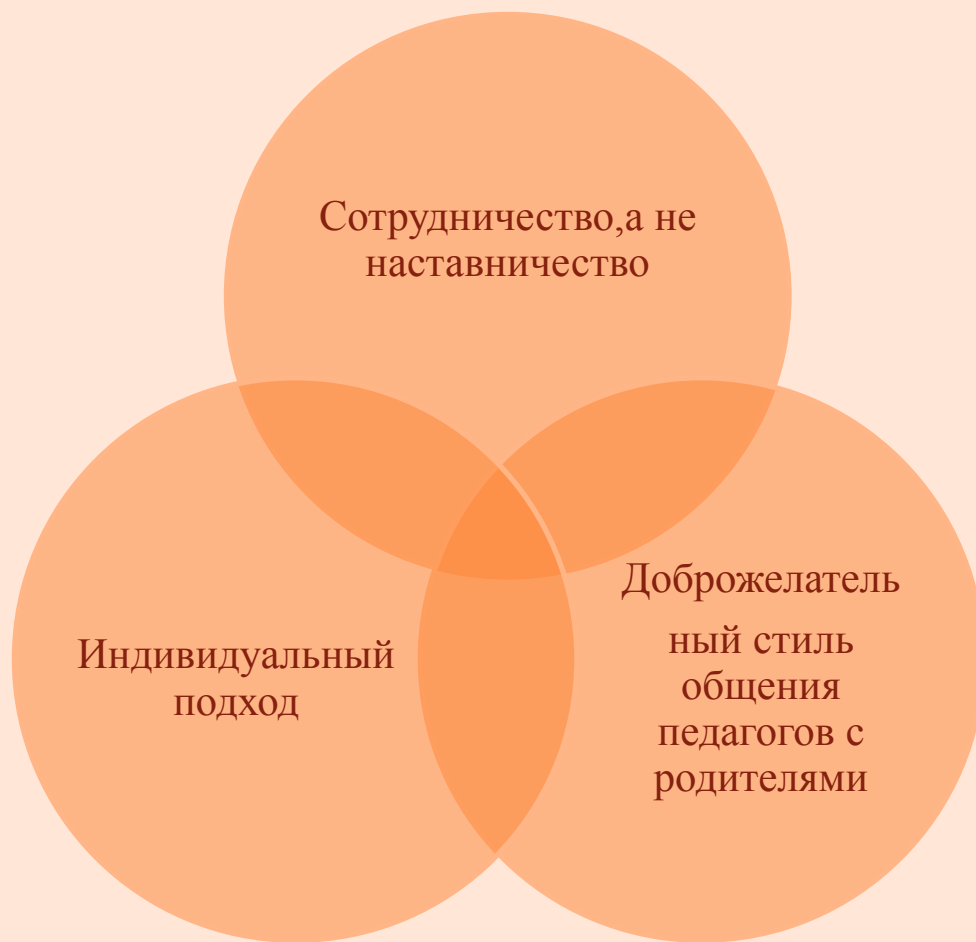 Сотрудничество,а не
наставничество
Индивидуальный
подход
Доброжелатель
ный стиль
общения
педагогов с
родителями